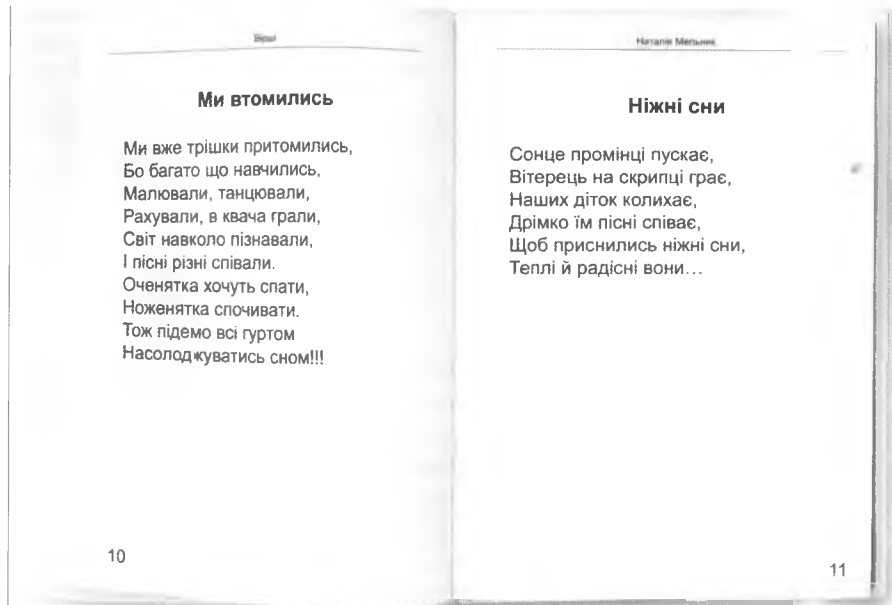 Вірші
Ми втомились
Ми вже трішки притомились,
Бо багато що навчились,
Малювали, танцювали,
Рахували, в квача грали,
Світ навколо пізнавали,
І пісні різні співали.
Оченятка хочуть спати,
Ноженятка спочивати.
Тож підемо всі гуртом
Насолоджуватись сном!!!
10
Наталія Мельник
Ніжні сни
Сонце промінці пускає,
Вітерець на скрипці грає,
Наших діток колихає,
Дрімко їм пісні співає,
Щоб приснились ніжні сни,
Теплі й радісні вони...
11